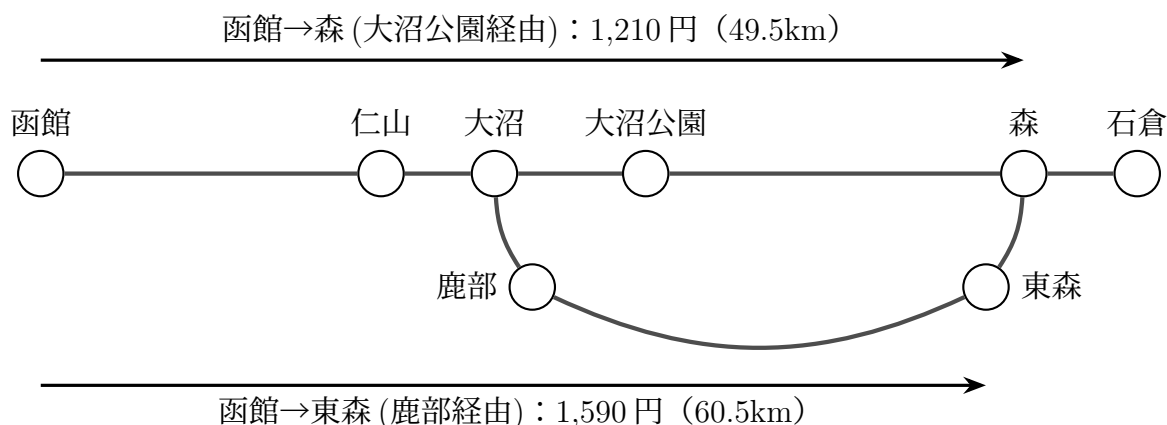 函館→森 (大沼公園経由)：1,210 円（49.5km）
函館
仁山
大沼
大沼公園
森
石倉
鹿部
東森
函館→東森 (鹿部経由)：1,590 円（60.5km）